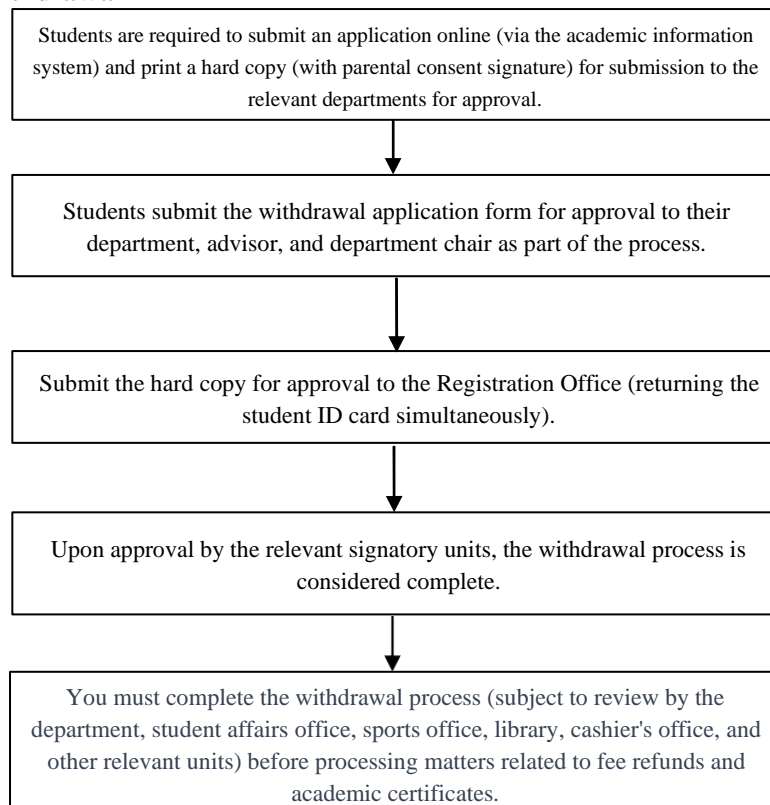 Students are required to submit an application online (via the academic information
system) and print a hard copy (with parental consent signature) for submission to the
relevant departments for approval.
Students submit the withdrawal application form for approval to their
department, advisor, and department chair as part of the process.
Submit the hard copy for approval to the Registration Office (returning the
student ID card simultaneously).
Upon approval by the relevant signatory units, the withdrawal process is
considered complete.
You must complete the withdrawal process (subject to review by the
department, student affairs office, sports office, library, cashier's office, and
other relevant units) before processing matters related to fee refunds and
academic certificates.